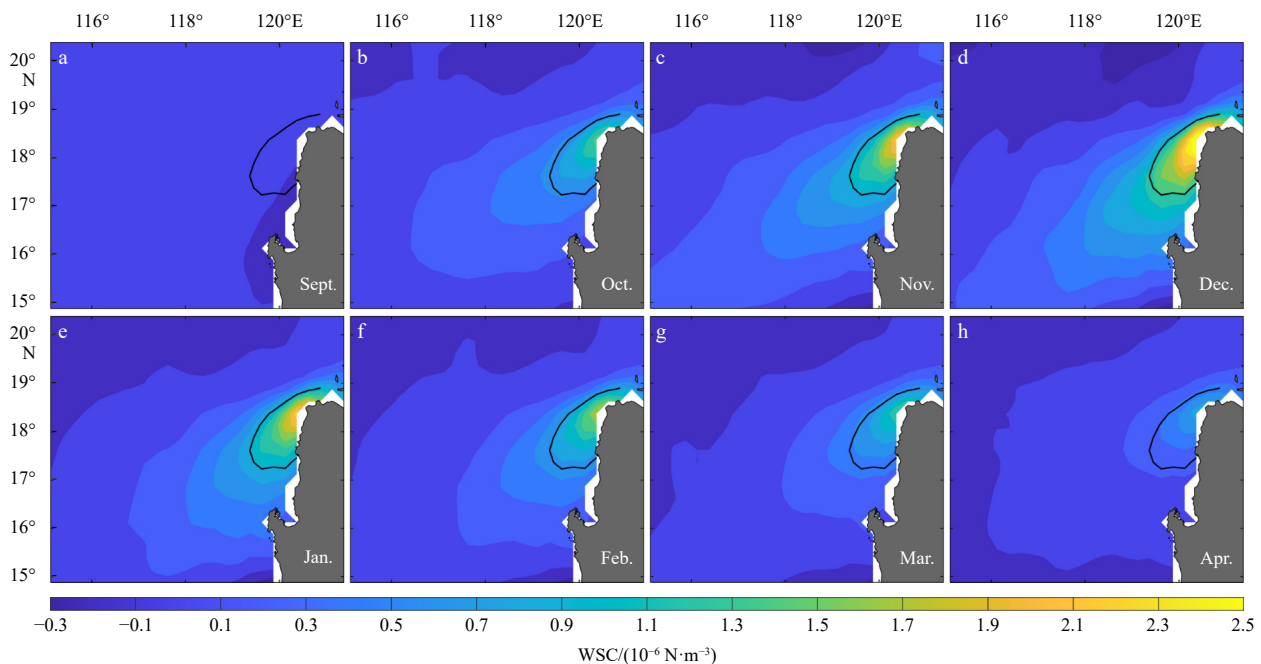 116° 118° 120°E 116° 118° 120°E 116° 118° 120°E 116° 118° 120°E
a b c d
20°
N
19°
18°
17°
16°
15°
Sept. Oct. Nov. Dec.
e f g h
20°
N
19°
18°
17°
16°
15°
Jan. Feb. Mar. Apr.
−0.3 −0.1 0.1 0.3 0.5 0.7 0.9 1.1 1.3 1.5 1.7 1.9 2.1 2.3 2.5
WSC/(10⁻⁶ N·m⁻³)